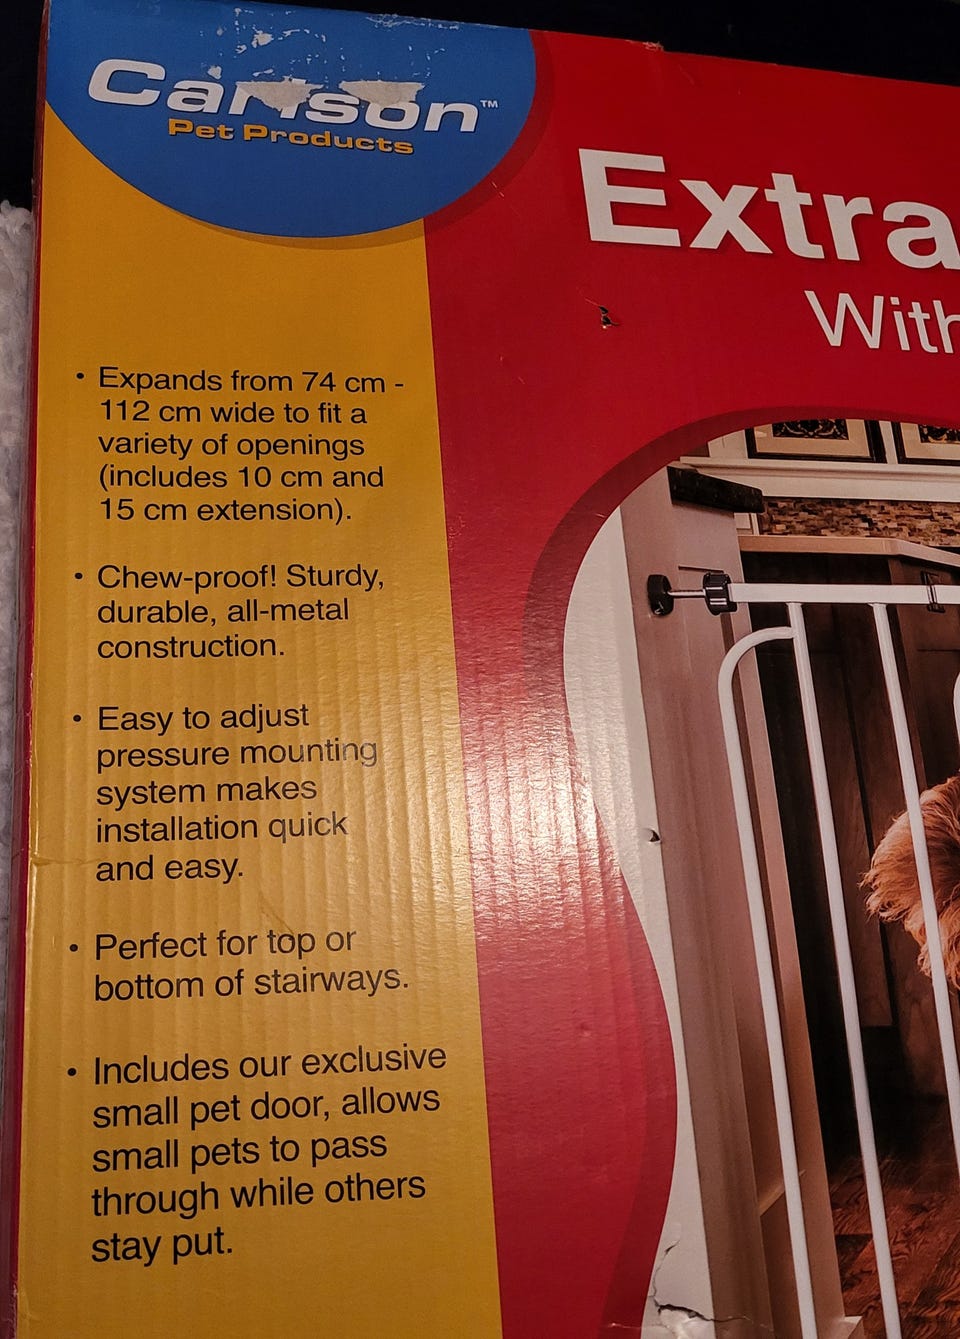 Carlson™
Pet Products
Extra
With
• Expands from 74 cm -
112 cm wide to fit a
variety of openings
(includes 10 cm and
15 cm extension).
• Chew-proof! Sturdy,
durable, all-metal
construction.
• Easy to adjust
pressure mounting
system makes
installation quick
and easy.
• Perfect for top or
bottom of stairways.
• Includes our exclusive
small pet door, allows
small pets to pass
through while others
stay put.